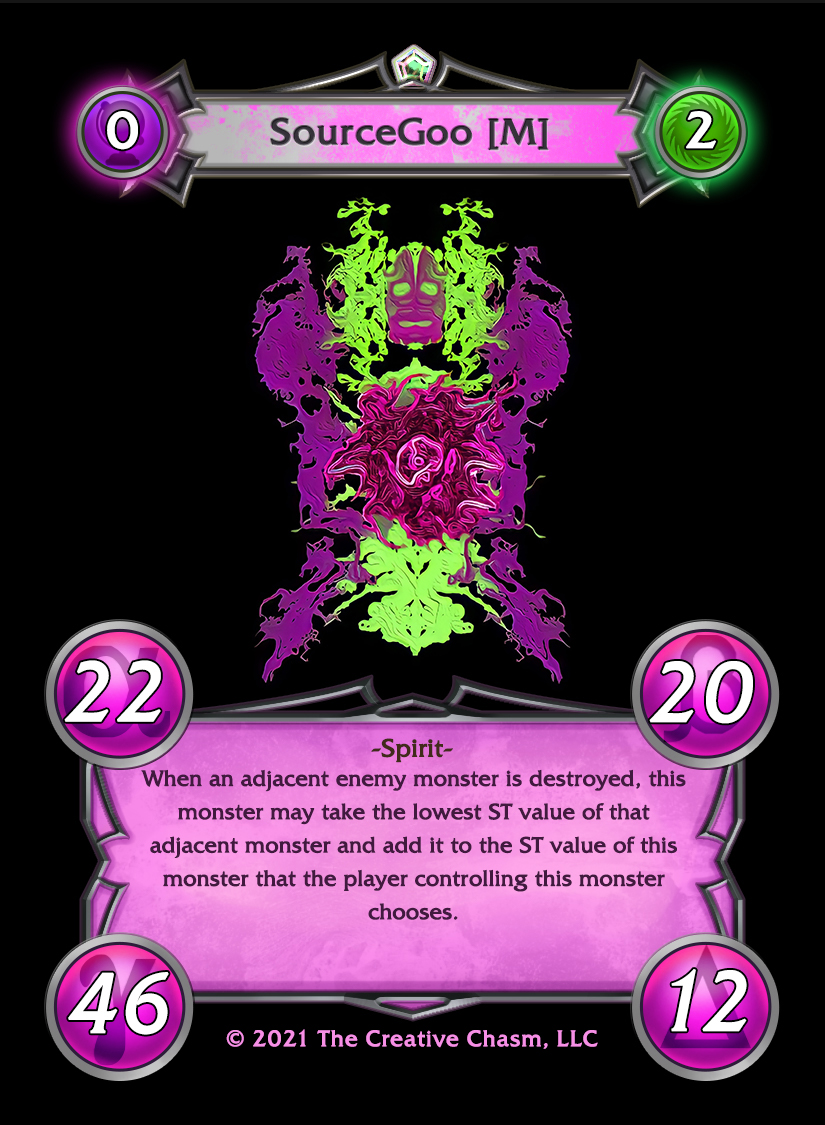 0
SourceGoo [M]
2
22
20
-Spirit-
When an adjacent enemy monster is destroyed, this
monster may take the lowest ST value of that
adjacent monster and add it to the ST value of this
monster that the player controlling this monster
chooses.
46
12
© 2021 The Creative Chasm, LLC